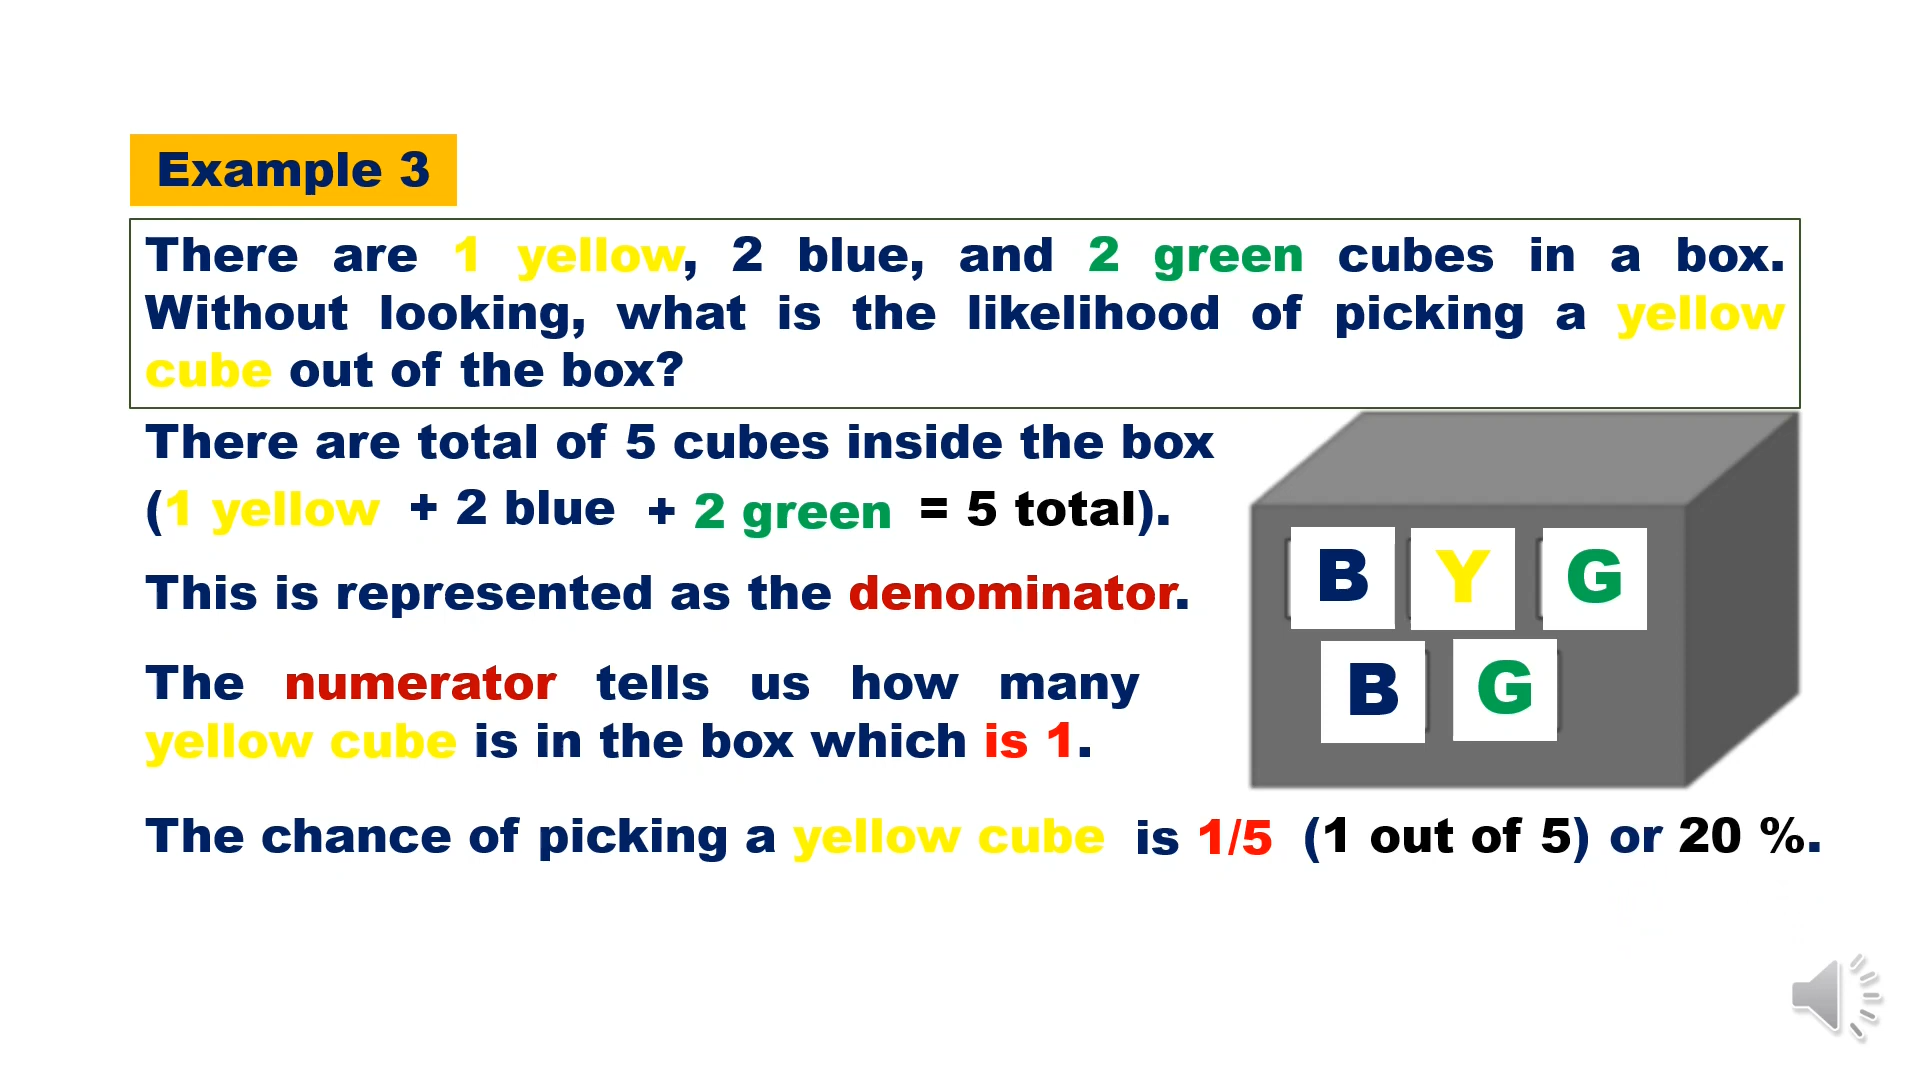 Example 3
There are 1 yellow, 2 blue, and 2 green cubes in a box.
Without looking, what is the likelihood of picking a yellow
cube out of the box?
There are total of 5 cubes inside the box
(1 yellow + 2 blue + 2 green = 5 total).
This is represented as the denominator.
The numerator tells us how many
yellow cube is in the box which is 1.
B Y G
B G
The chance of picking a yellow cube is 1/5 (1 out of 5) or 20 %.